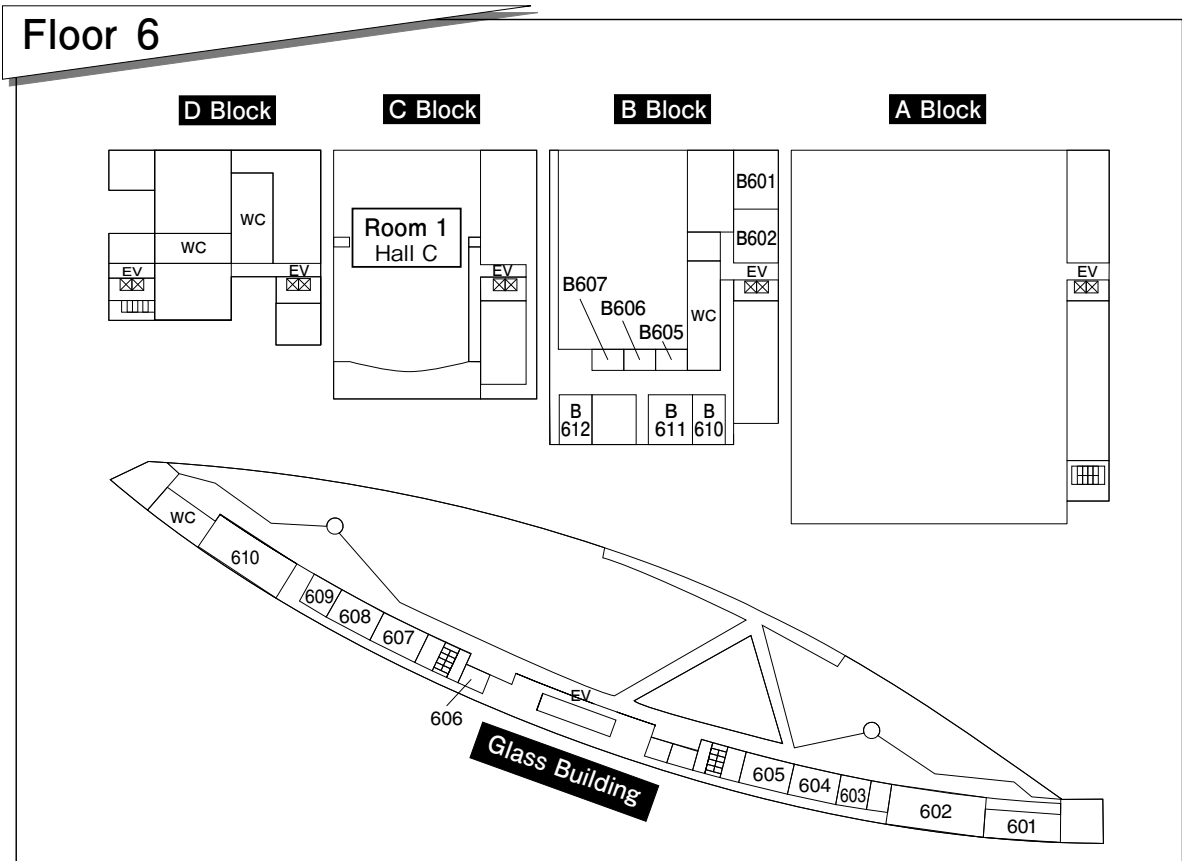 Floor 6
D Block
C Block
B Block
A Block
WC
WC
EV
EV
Room 1
Hall C
EV
B601
B602
EV
B607
B606
B605
WC
B
612
B
611
B
610
EV
WC
610
609
608
607
606
EV
Glass Building
605
604
603
602
601